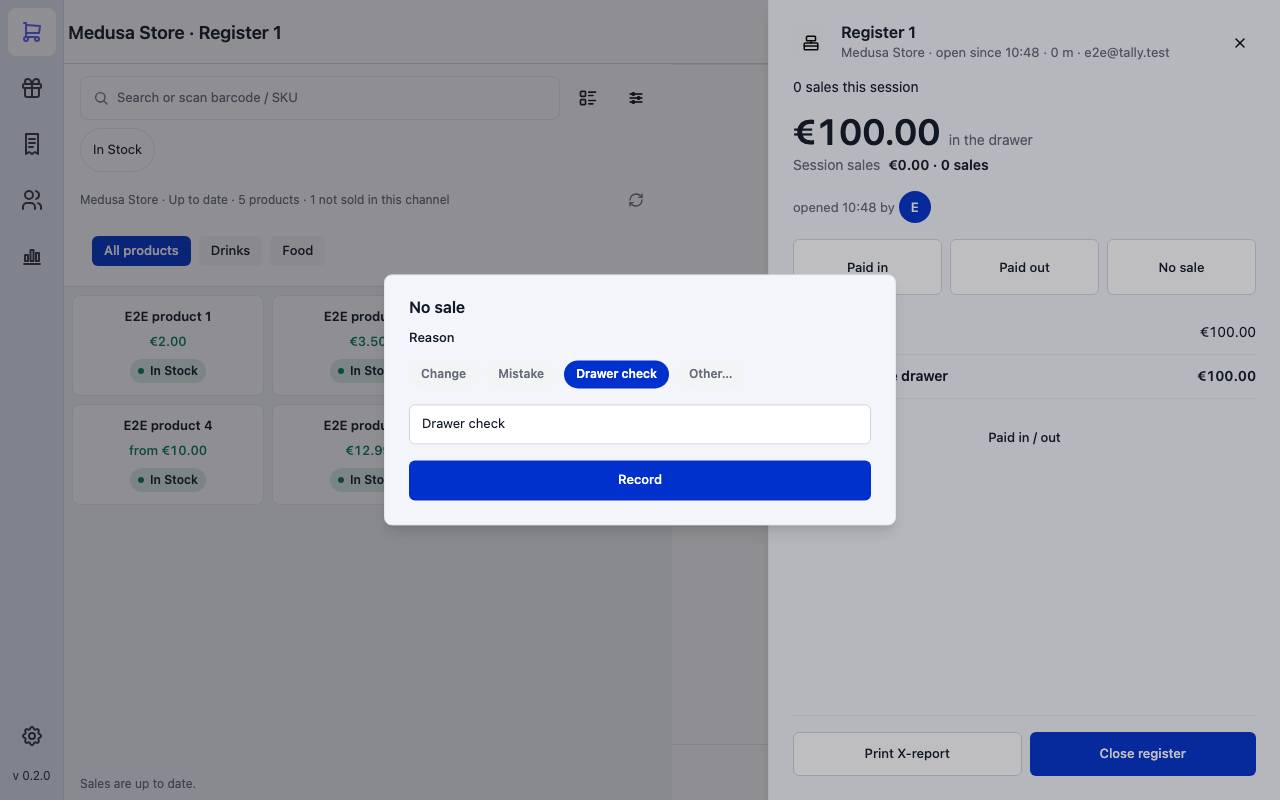 Medusa Store · Register 1
Search or scan barcode / SKU
In Stock
Medusa Store · Up to date · 5 products · 1 not sold in this channel
All products
Drinks
Food
E2E product 1
€2.00
In Stock
E2E produ
€3.50
In Sto
E2E product 4
from €10.00
In Stock
E2E produ
€12.9
In Sto
v 0.2.0
Sales are up to date.
Register 1
Medusa Store · open since 10:48 · 0 m · e2e@tally.test
0 sales this session
€100.00 in the drawer
Session sales €0.00 · 0 sales
opened 10:48 by E
Paid in
Paid out
No sale
€100.00
drawer
€100.00
Paid in / out
Print X-report
Close register
No sale
Reason
Change
Mistake
Drawer check
Other...
Drawer check
Record